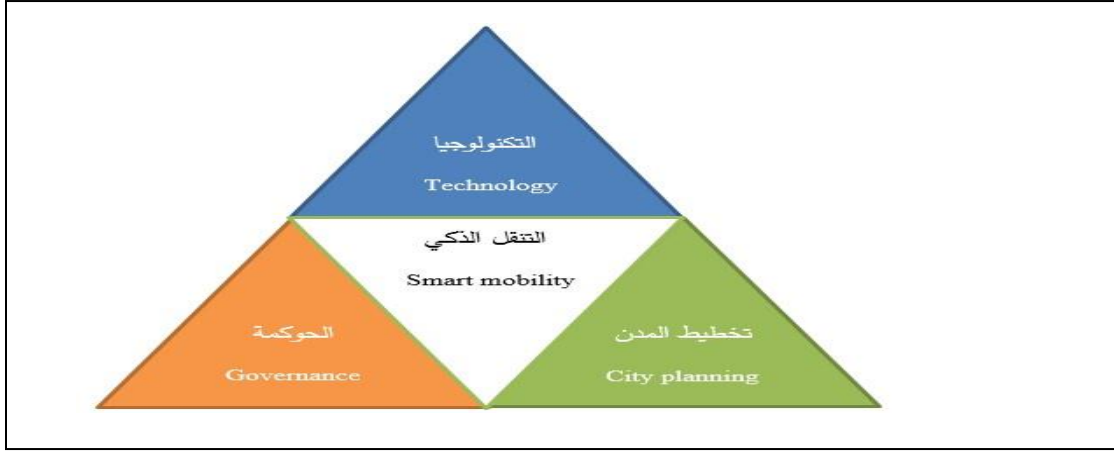 التكنولوجيا
Technology
التنقل الذكي
Smart mobility
الحوكمة
Governance
تخطيط المدن
City planning